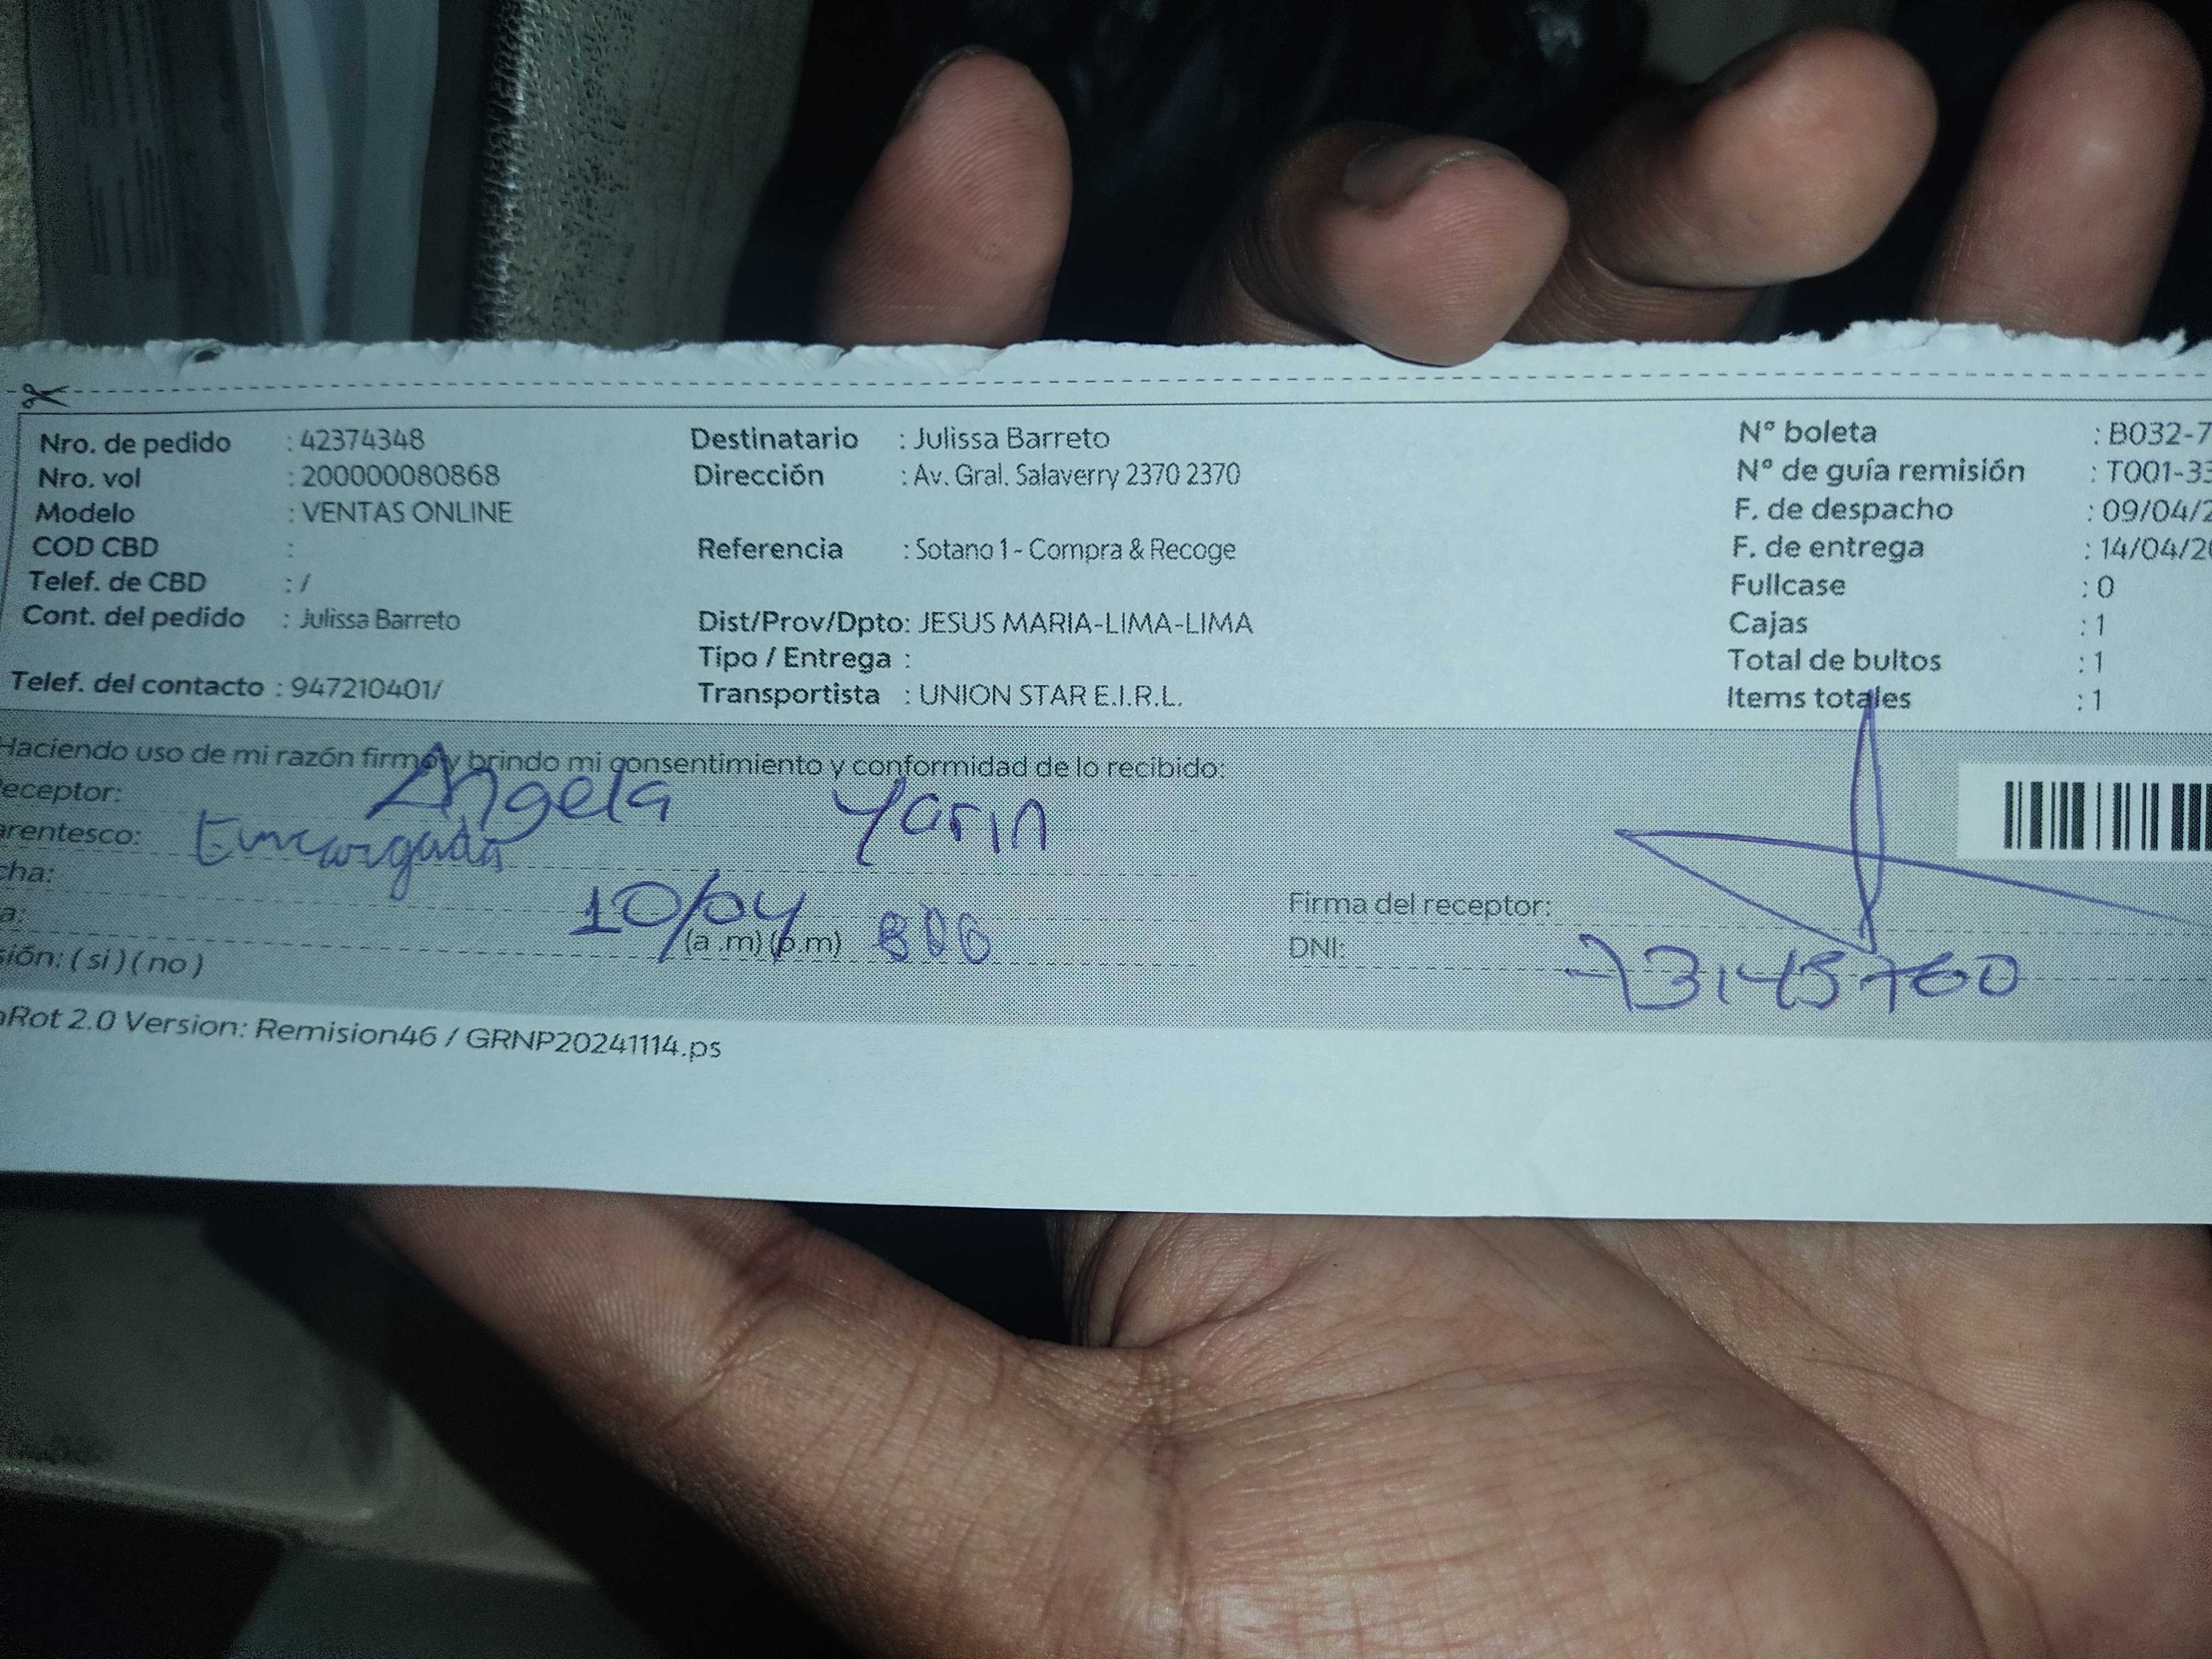 Nro. de pedido : 42374348
Nro. vol : 200000080868
Modelo : VENTAS ONLINE
COD CBD :
Telef. de CBD : /
Cont. del pedido : Julissa Barreto
Telef. del contacto : 947210401/
Destinatario : Julissa Barreto
Dirección : Av. Gral. Salaverry 2370 2370
Referencia : Sotano 1 - Compra & Recoge
Dist/Prov/Dpto: JESUS MARIA-LIMA-LIMA
Tipo / Entrega :
Transportista : UNION STAR E.I.R.L.
N° boleta : B032-7
N° de guía remisión : T001-33
F. de despacho : 09/04/2
F. de entrega : 14/04/20
Fullcase : 0
Cajas : 1
Total de bultos : 1
Items totales : 1
Haciendo uso de mi razón firmo y brindo mi consentimiento y conformidad de lo recibido:
eceptor: Angela Yarin
arentesco: Encargada
cha: 10/04
a: (a .m) (p.m)
sión: ( si ) ( no )
Firma del receptor:
DNI: 73145760
Rot 2.0 Version: Remision46 / GRNP20241114.ps